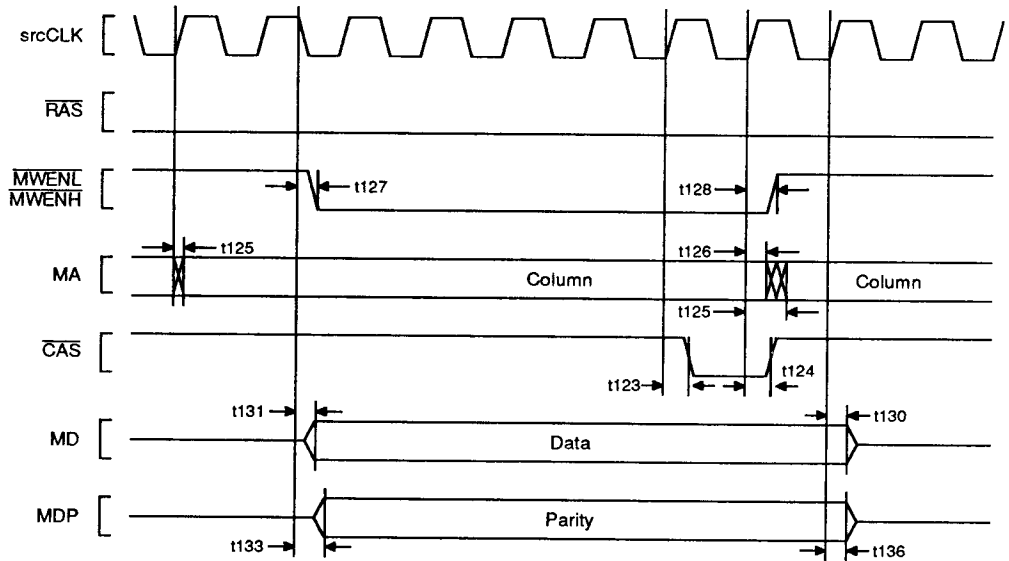 srcCLK
RAS
MWENL
MWENH
t127
t128
t125
t126
MA
Column
Column
t125
CAS
t123
t124
t131
t130
MD
Data
MDP
Parity
t133
t136